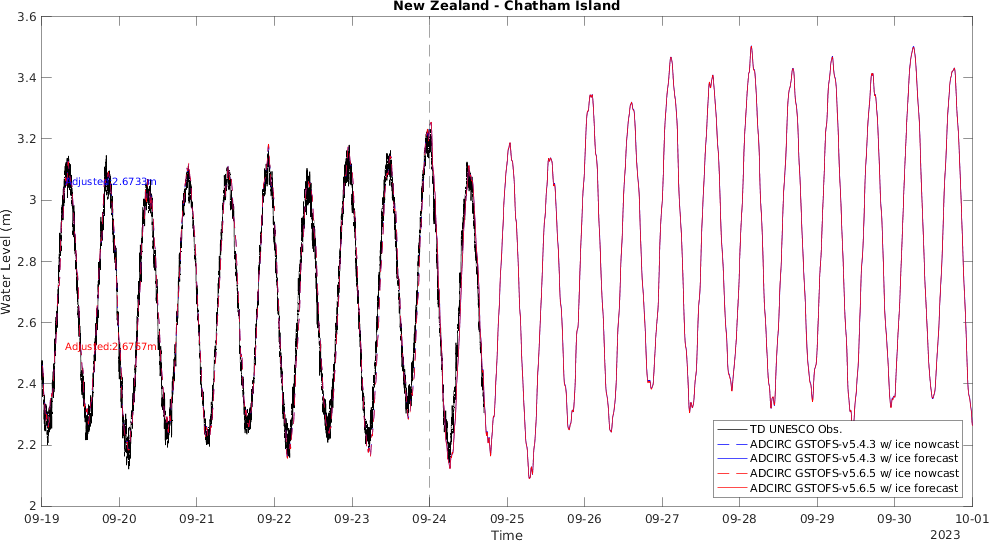 New Zealand - Chatham Island
3.6
3.4
3.2
3
2.8
2.6
2.4
2.2
2
Water Level (m)
Adjusted:2.6733m
Adjusted:2.6767m
TD UNESCO Obs.
ADCIRC GSTOFS-v5.4.3 w/ ice nowcast
ADCIRC GSTOFS-v5.4.3 w/ ice forecast
ADCIRC GSTOFS-v5.6.5 w/ ice nowcast
ADCIRC GSTOFS-v5.6.5 w/ ice forecast
09-19 09-20 09-21 09-22 09-23 09-24 09-25 09-26 09-27 09-28 09-29 09-30 10-01
Time
2023